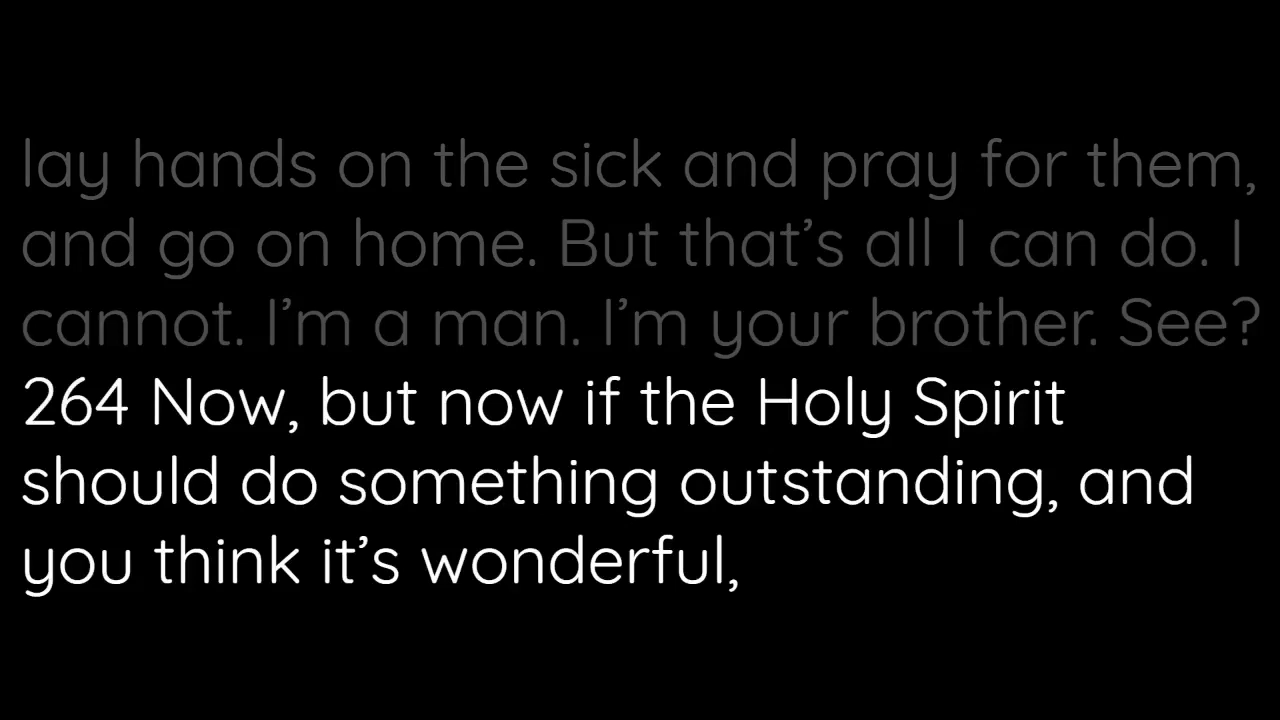 lay hands on the sick and pray for them,
and go on home. But that’s all I can do. I
cannot. I’m a man. I’m your brother. See?
264 Now, but now if the Holy Spirit
should do something outstanding, and
you think it’s wonderful,